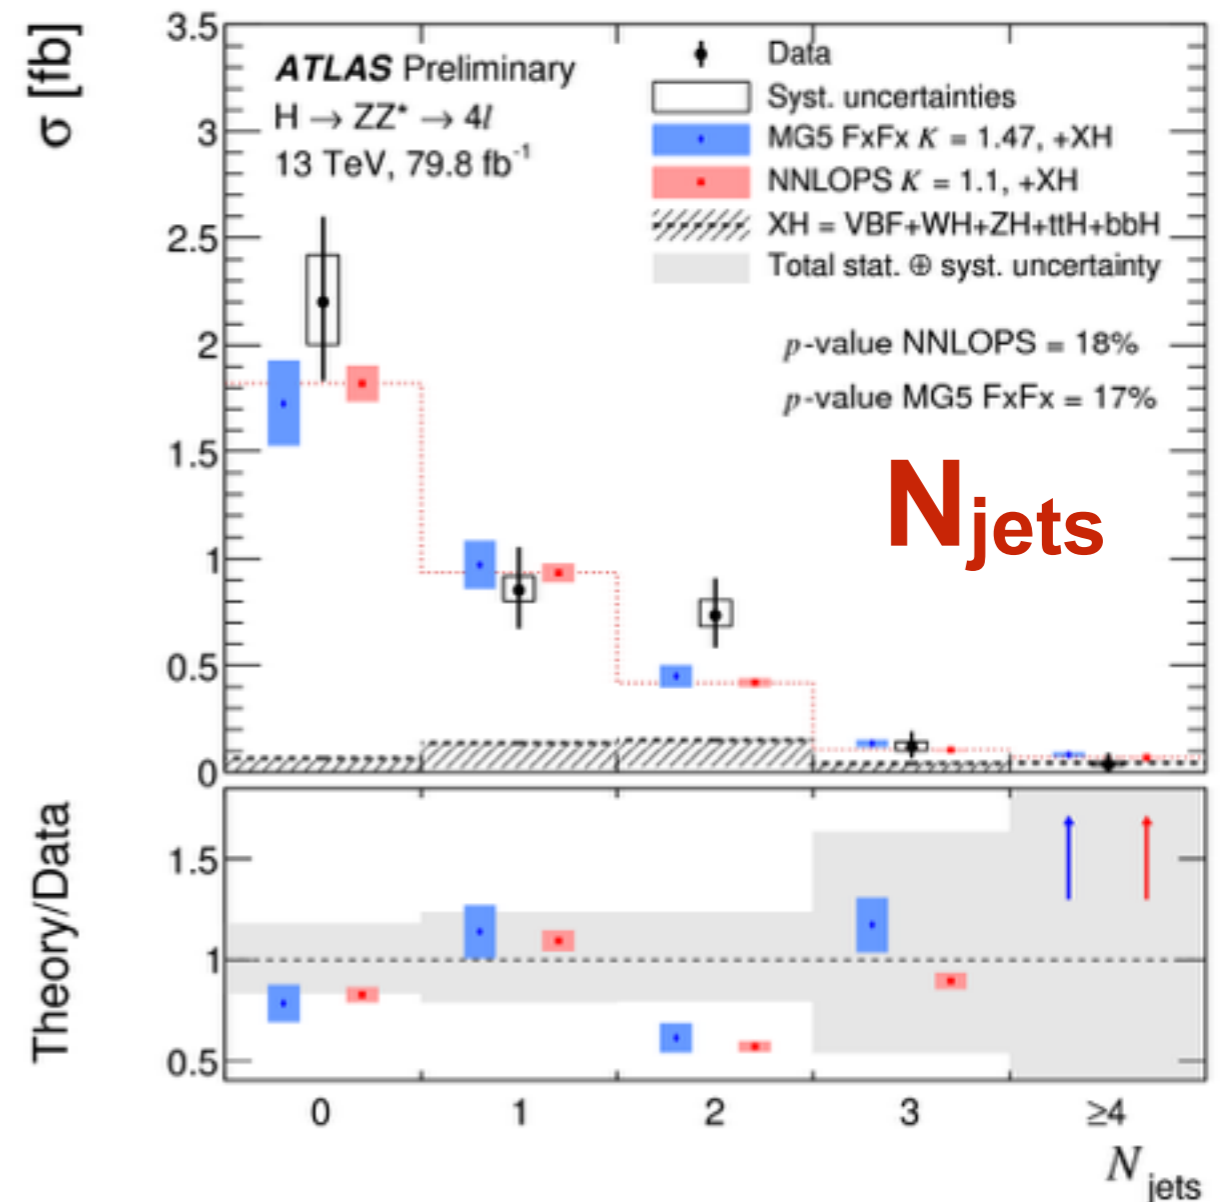 σ [fb]
3.5
3
2.5
2
1.5
1
0.5
0
ATLAS Preliminary
H → ZZ* → 4l
13 TeV, 79.8 fb⁻¹
Data
Syst. uncertainties
MG5 FxFx K = 1.47, +XH
NNLOPS K = 1.1, +XH
XH = VBF+WH+ZH+ttH+bbH
Total stat. ⊕ syst. uncertainty
p-value NNLOPS = 18%
p-value MG5 FxFx = 17%
Njets
Theory/Data
1.5
1
0.5
0 1 2 3 ≥4
N jets